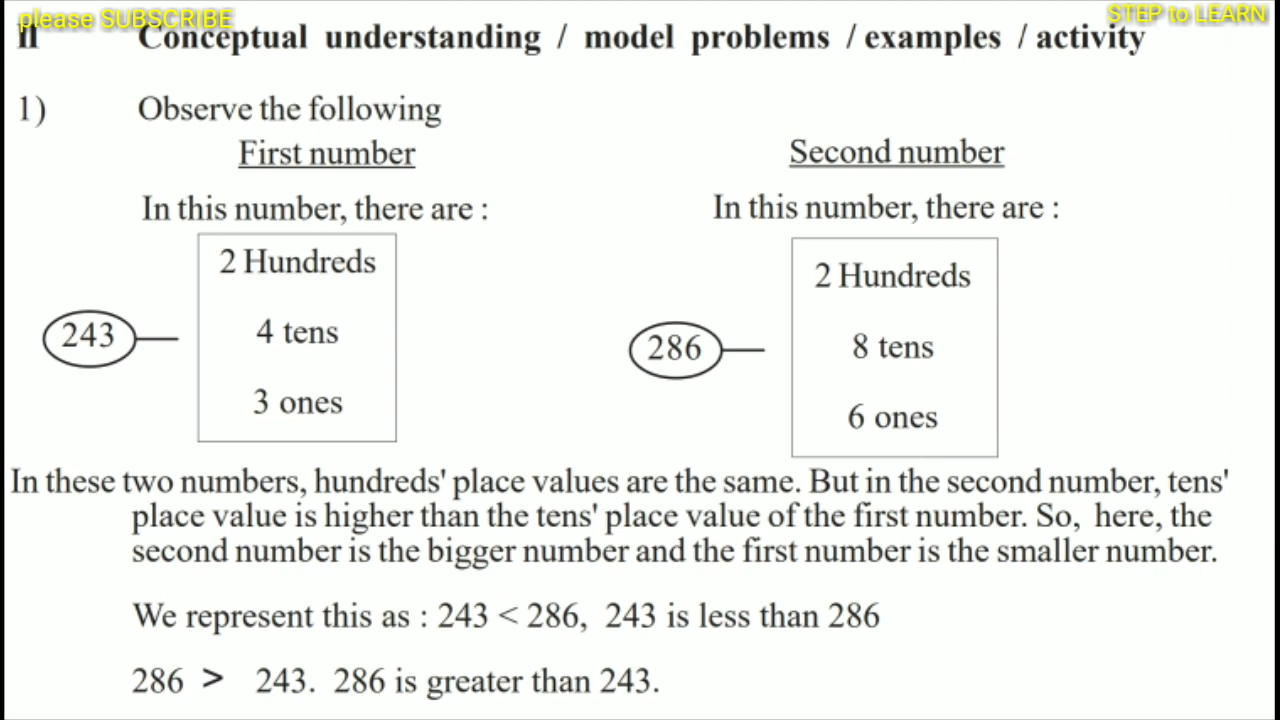 please SUBSCRIBE
STEP to LEARN
II Conceptual understanding / model problems / examples / activity
1) Observe the following
First number
Second number
In this number, there are :
In this number, there are :
243
2 Hundreds
4 tens
3 ones
286
2 Hundreds
8 tens
6 ones
In these two numbers, hundreds' place values are the same. But in the second number, tens'
place value is higher than the tens' place value of the first number. So, here, the
second number is the bigger number and the first number is the smaller number.
We represent this as : 243 < 286, 243 is less than 286
286 > 243. 286 is greater than 243.